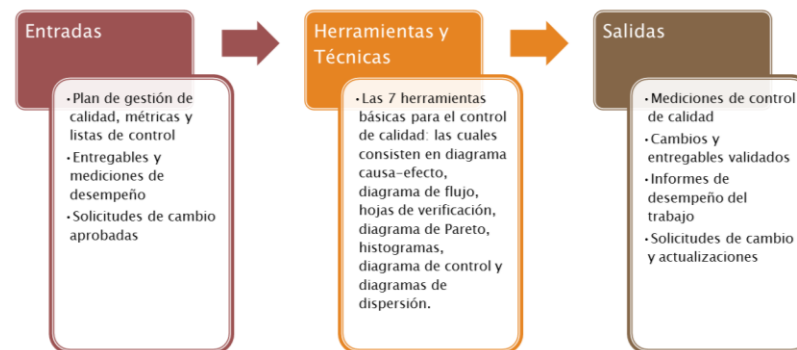 Entradas
• Plan de gestión de
calidad, métricas y
listas de control
• Entregables y
mediciones de
desempeño
• Solicitudes de cambio
aprobadas
Herramientas y
Técnicas
• Las 7 herramientas
básicas para el control
de calidad: las cuales
consisten en diagrama
causa-efecto,
diagrama de flujo,
hojas de verificación,
diagrama de Pareto,
histogramas,
diagrama de control y
diagramas de
dispersión.
Salidas
• Mediciones de control
de calidad
• Cambios y
entregables validados
• Informes de
desempeño del
trabajo
• Solicitudes de cambio
y actualizaciones